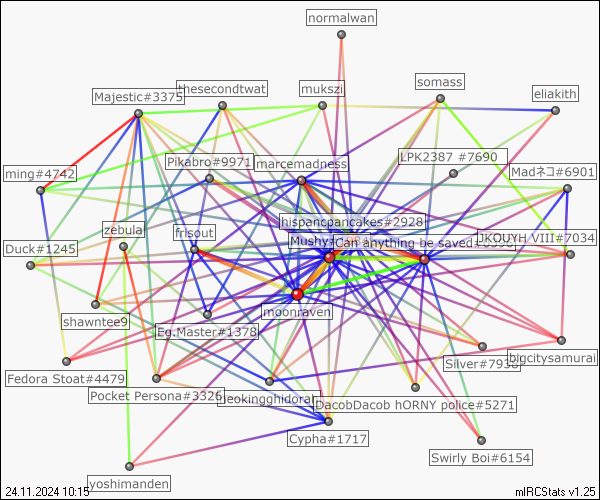 normalwan
thesecondtwat
mukszi
somass
eliakith
Majestic#3375
Pikabro#9971
marcemadness
LPK2387 #7690
ming#4742
Madネコ#6901
hispancpancakes#2928
zebula
frisout
Mushy
Can anything be saved
JKOUYH VIII#7034
Duck#1245
moonraven
shawntee9
Eg.Master#1378
bigcitysamurai
Silver#7938
Fedora Stoat#4479
Pocket Persona#3326
neokingghidorah
DacobDacob hORNY police#5271
Cypha#1717
Swirly Boi#6154
yoshimanden
24.11.2024 10:15
mIRCStats v1.25